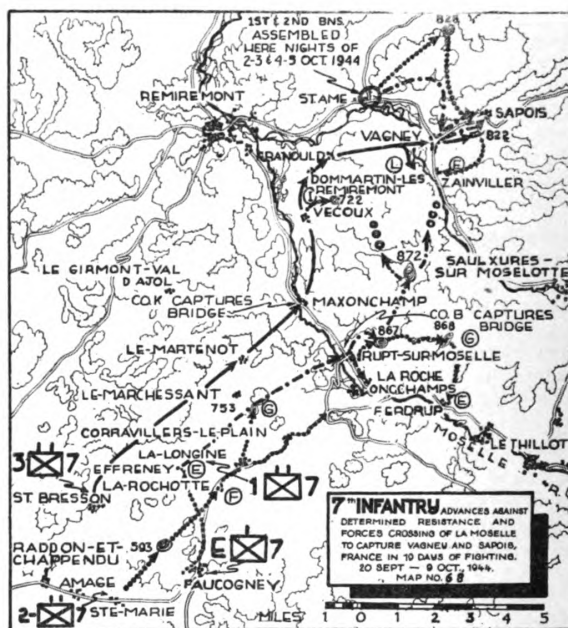 1ST & 2ND BNS.
ASSEMBLED
HERE NIGHTS OF
2-3 & 4-5 OCT. 1944
828
REMIREMONT
ST. AME
SAPOIS
VAGNEY
822
CRANOULD
L
E
DOMMARTIN-LES
REMIREMONT
ZAINVILLER
722
VECOUX
872
SAULXURES-
SUR MOSELOTTE
LE GIRMONT-VAL
D'AJOL
CO. K CAPTURES
BRIDGE
MAXONCHAMP
CO. B CAPTURES
BRIDGE
867
868
G
LE-MARTENOT
RUPT-SUR-MOSELLE
LA ROCHE
ONCCHAMPS
LE-MARCHESSANT
753
G
E
FERDRUP
CORRAVILLERS-LE-PLAIN
MOSELLE R.
LE THILLOT
LA-LONGINE
3 7
EFFRENEY
E
1 7
LA-ROCHOTTE
F
ST BRESSON
RADDON-ET-
CHAPPENDU
593
E 7
AMAGE
FAUCOGNEY
2- 7
STE-MARIE
7TH INFANTRY ADVANCES AGAINST
DETERMINED RESISTANCE AND
FORCES CROSSING OF LA MOSELLE
TO CAPTURE VAGNEY AND SAPOIS,
FRANCE IN 19 DAYS OF FIGHTING.
20 SEPT — 9 OCT. 1944.
MAP NO. 68
MILES 1 0 1 2 3 4 5